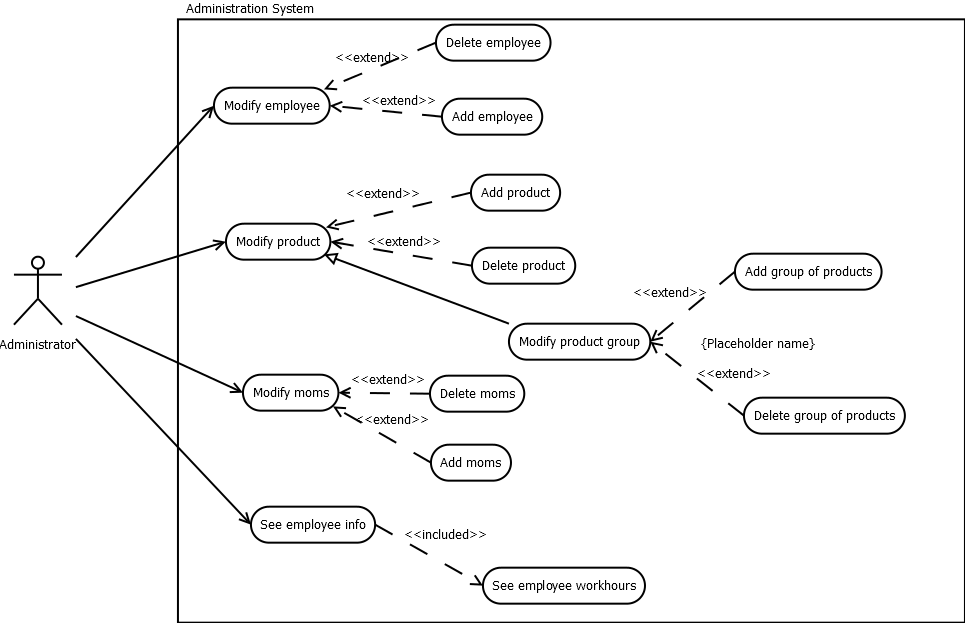 Administration System
Delete employee
<<extend>>
Modify employee
<<extend>>
Add employee
<<extend>>
Add product
Modify product
<<extend>>
Delete product
Add group of products
<<extend>>
Modify product group
{Placeholder name}
Administrator
<<extend>>
<<extend>>
Modify moms
Delete moms
Delete group of products
<<extend>>
Add moms
See employee info
<<included>>
See employee workhours